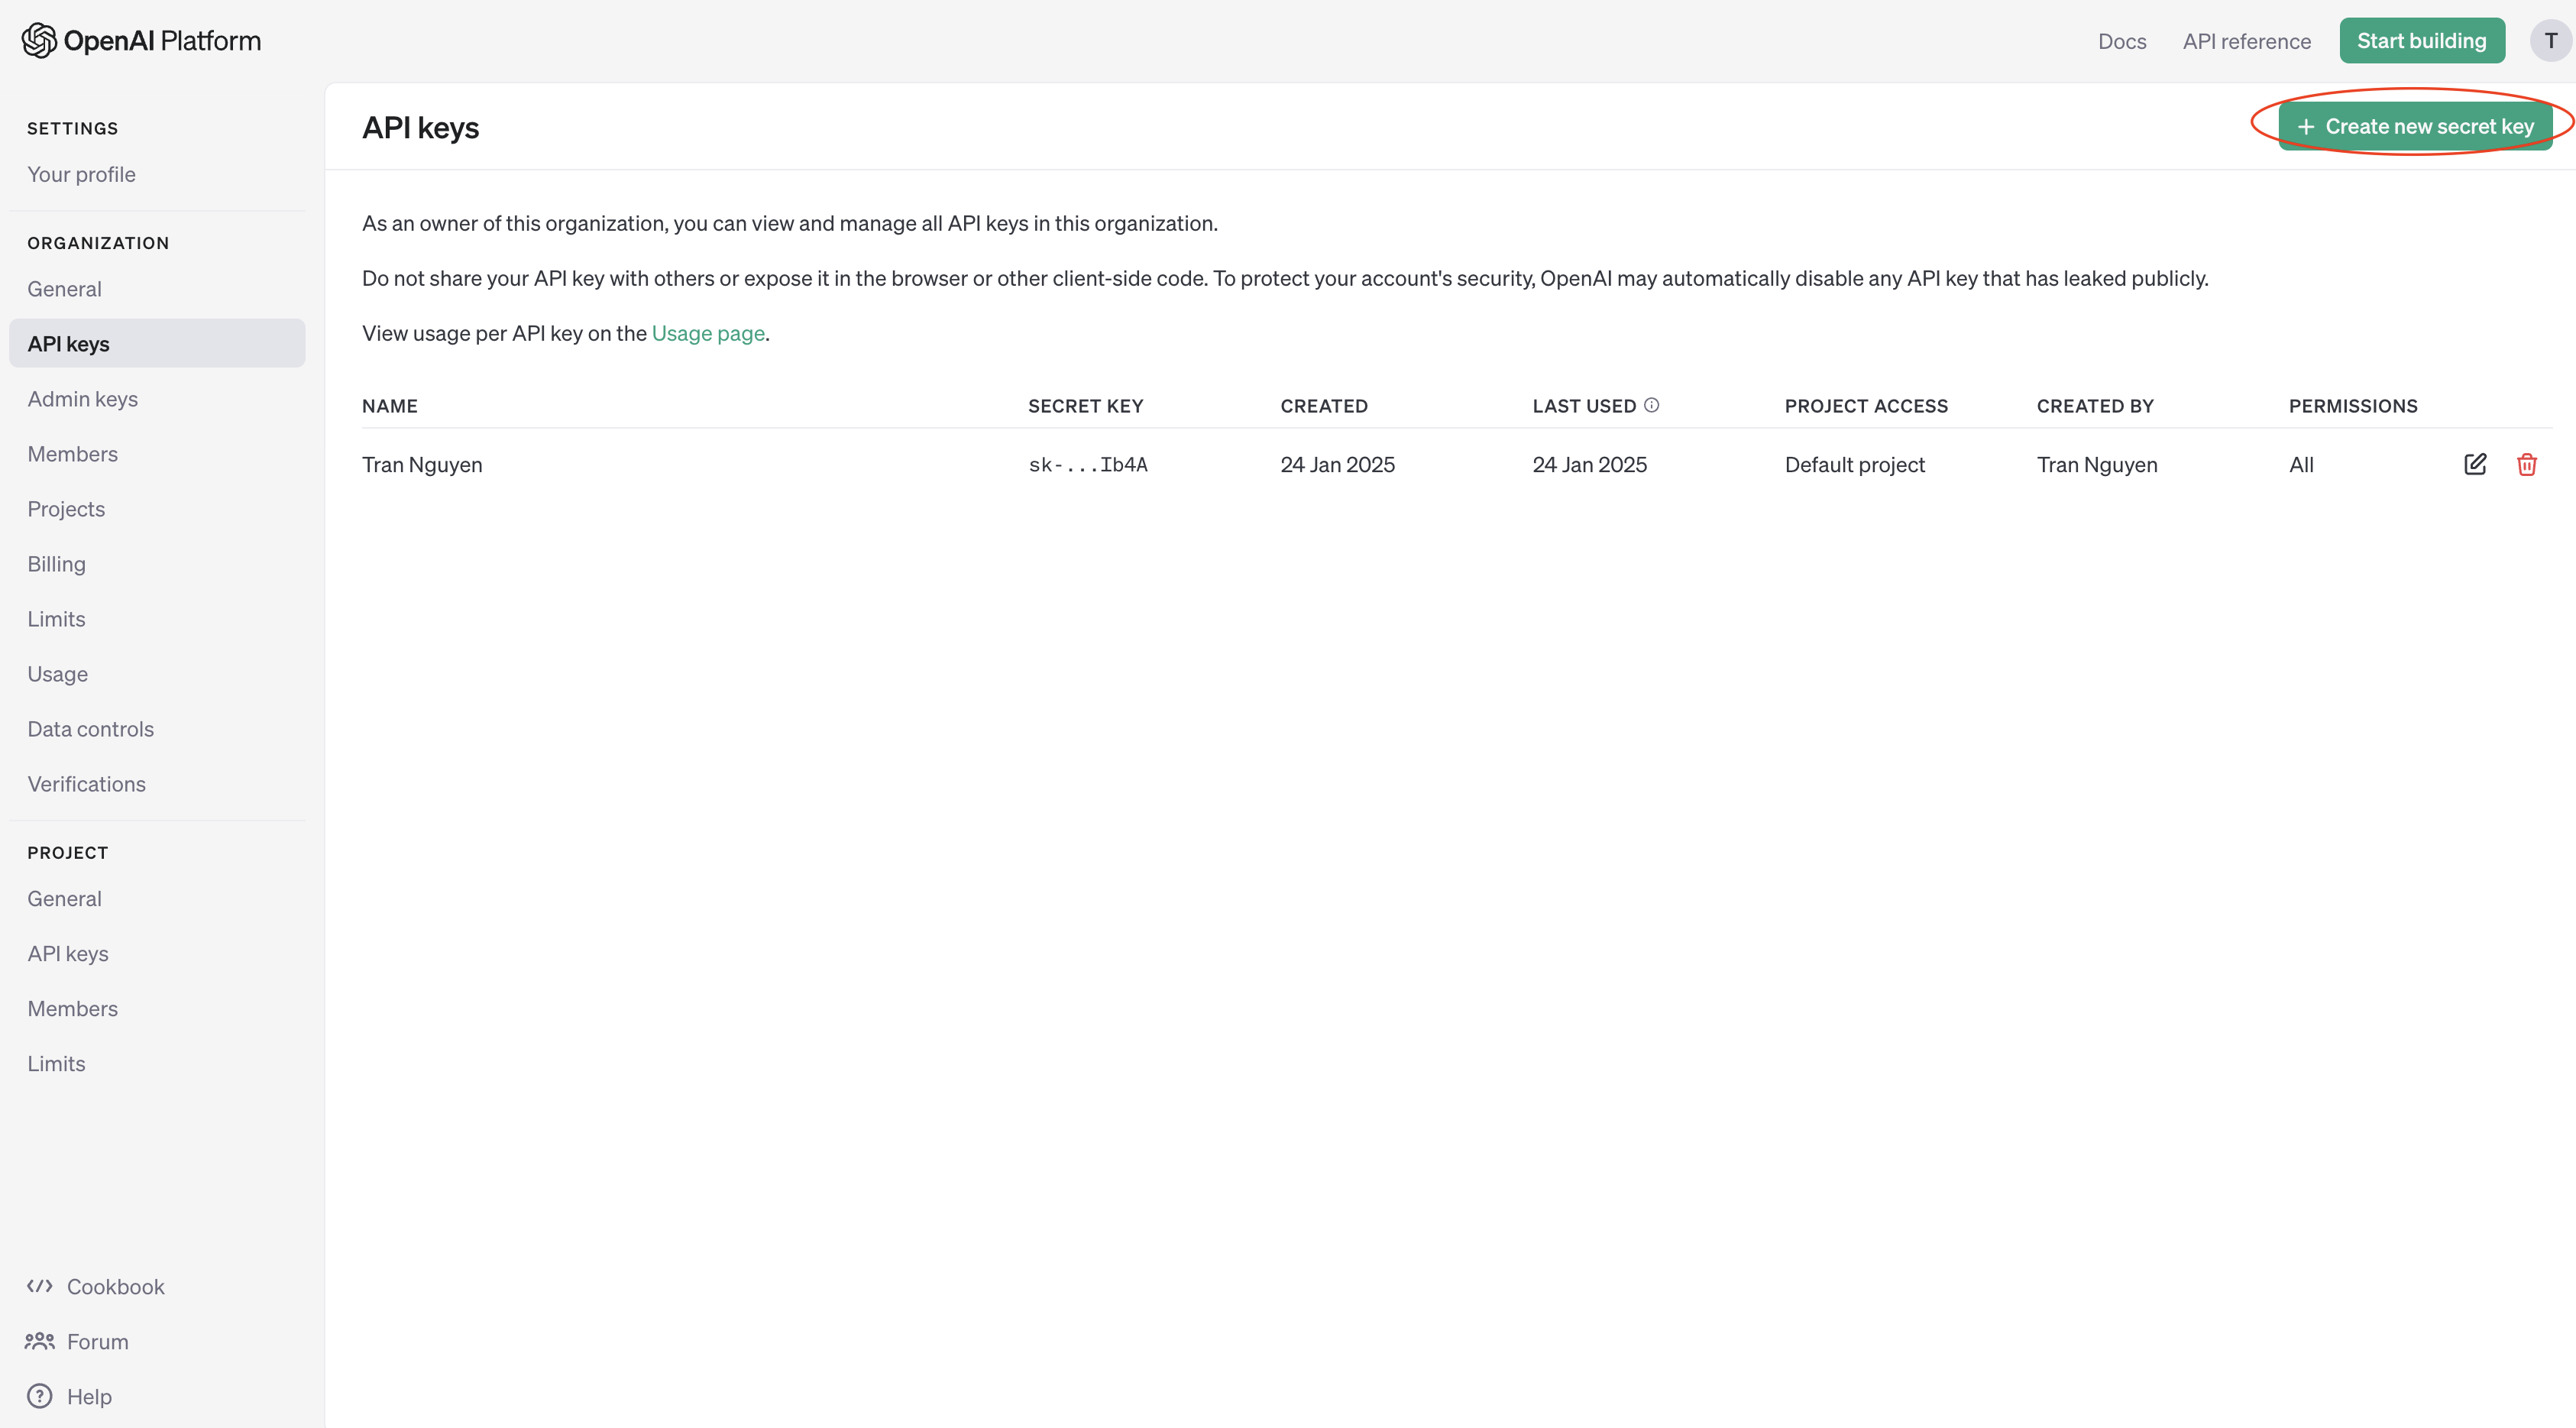 OpenAI Platform
Docs
API reference
Start building
T
SETTINGS
Your profile
ORGANIZATION
General
API keys
Admin keys
Members
Projects
Billing
Limits
Usage
Data controls
Verifications
PROJECT
General
API keys
Members
Limits
Cookbook
Forum
Help
API keys
+ Create new secret key
As an owner of this organization, you can view and manage all API keys in this organization.
Do not share your API key with others or expose it in the browser or other client-side code. To protect your account's security, OpenAI may automatically disable any API key that has leaked publicly.
View usage per API key on the Usage page.
NAME SECRET KEY CREATED LAST USED PROJECT ACCESS CREATED BY PERMISSIONS
Tran Nguyen sk-...Ib4A 24 Jan 2025 24 Jan 2025 Default project Tran Nguyen All